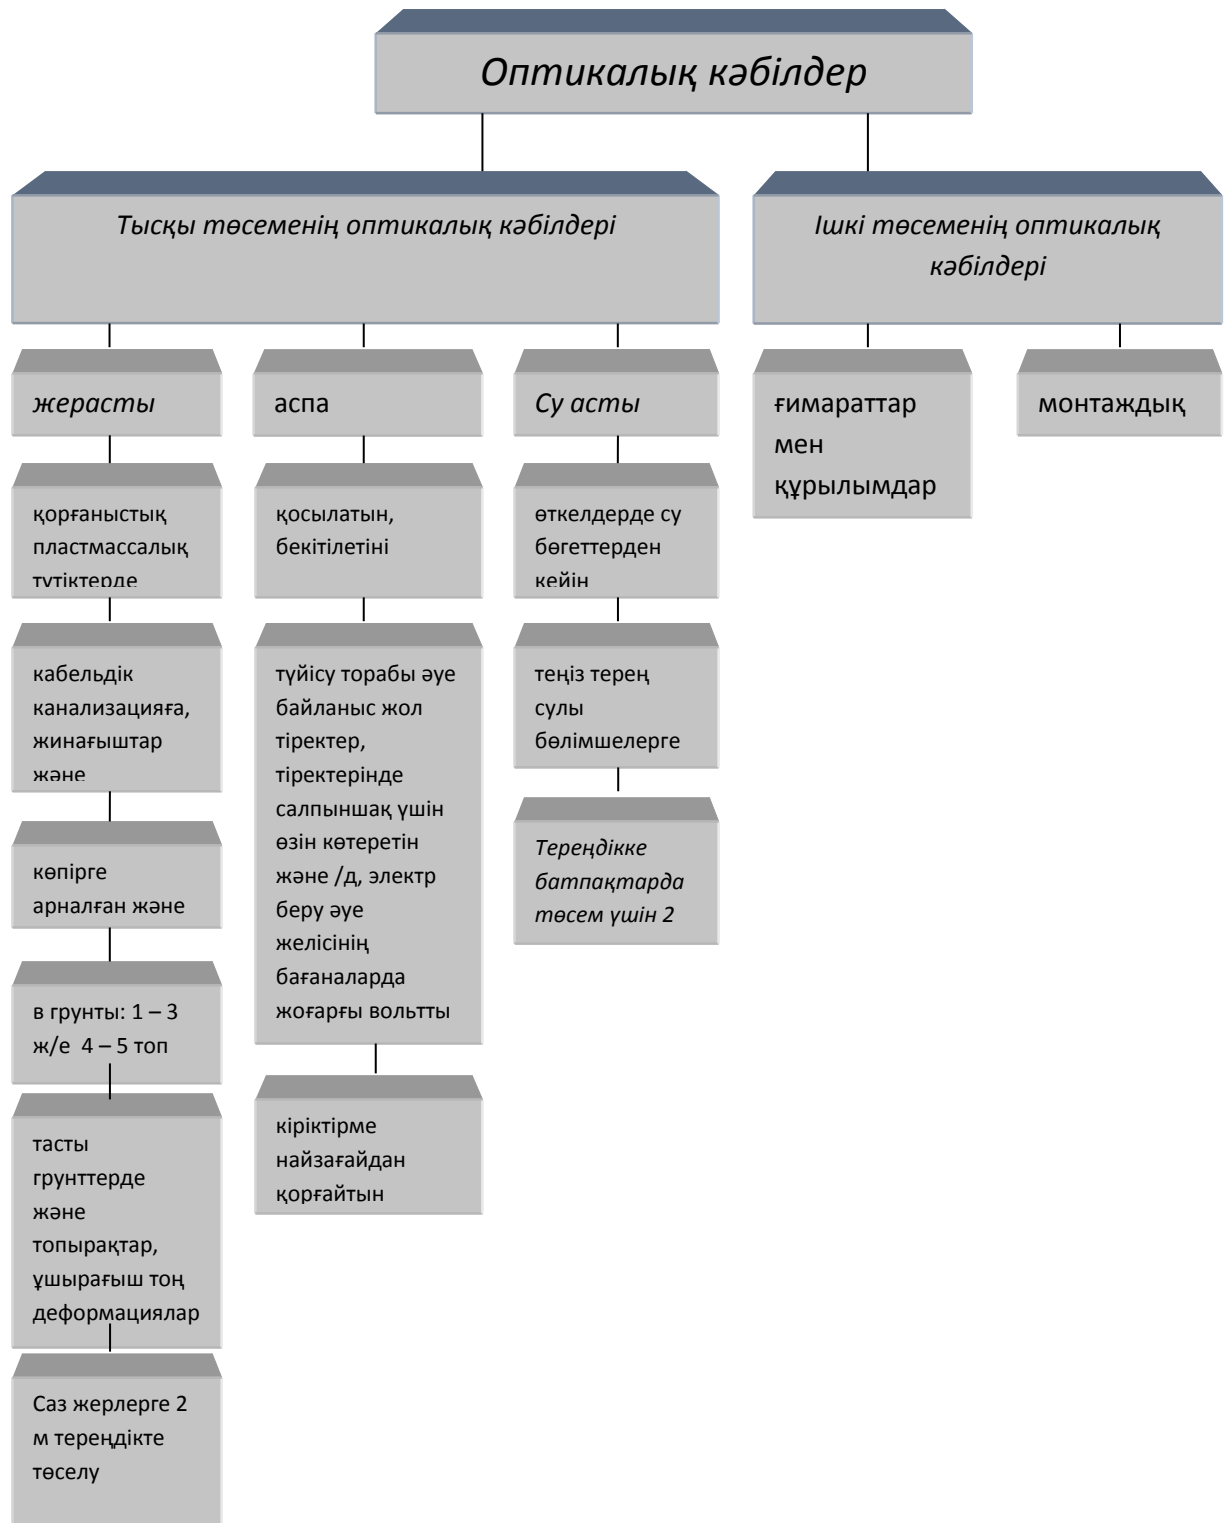 Оптикалық кәбілдер
Тысқы төсеменің оптикалық кәбілдері
Ішкі төсеменің оптикалық
кәбілдері
жерасты
аспа
Су асты
ғимараттар
мен
құрылымдар
монтаждық
қорғаныстық
пластмассалық
түтіктерде
қосылатын,
бекітілетіні
өткелдерде су
бөгеттерден
кейін
кабельдік
канализацияға,
жинағыштар
және
түйісу торабы әуе
байланыс жол
тіректер,
тіректерінде
салпыншақ үшін
өзін көтеретін
және /д, электр
беру әуе
желісінің
бағаналарда
жоғарғы вольтты
теңіз терең
сулы
бөлімшелерге
көпірге
арналған және
Тереңдікке
батпақтарда
төсем үшін 2
в грунты: 1 – 3
ж/е 4 – 5 топ
кіріктірме
найзағайдан
қорғайтын
тасты
грунттерде
және
топырақтар,
ұшырағыш тоң
деформациялар
Саз жерлерге 2
м тереңдікте
төселу